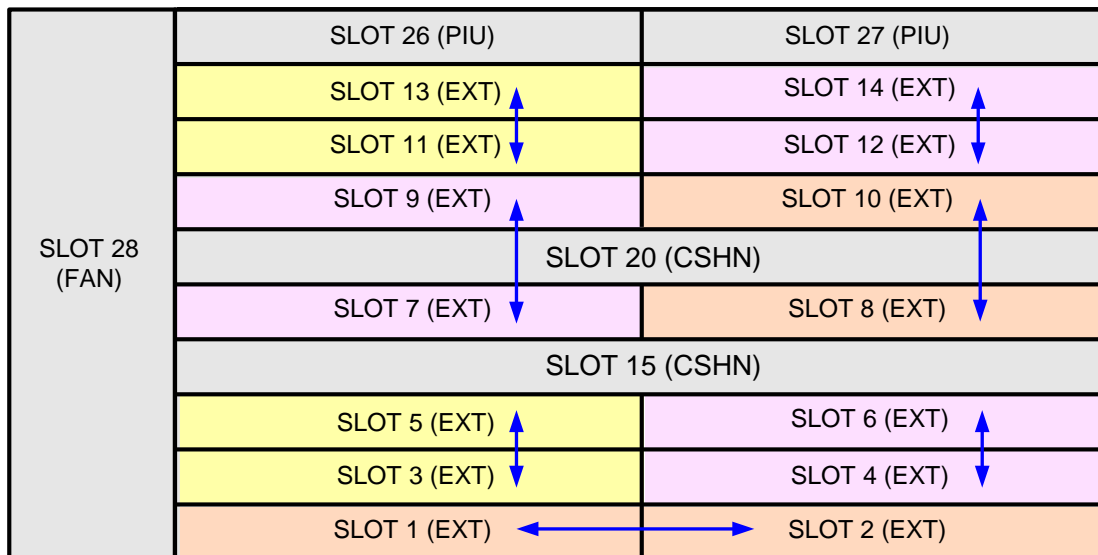 SLOT 26 (PIU)
SLOT 27 (PIU)
SLOT 13 (EXT)
SLOT 14 (EXT)
SLOT 11 (EXT)
SLOT 12 (EXT)
SLOT 9 (EXT)
SLOT 10 (EXT)
SLOT 28
(FAN)
SLOT 20 (CSHN)
SLOT 7 (EXT)
SLOT 8 (EXT)
SLOT 15 (CSHN)
SLOT 5 (EXT)
SLOT 6 (EXT)
SLOT 3 (EXT)
SLOT 4 (EXT)
SLOT 1 (EXT)
SLOT 2 (EXT)